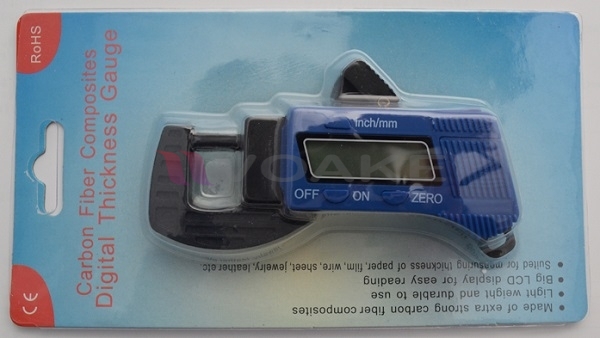 RoHS
Carbon Fiber Composites
Digital Thickness Gauge
CE
inch/mm
OFF
ON
ZERO
YOAKE
• Made of extra strong carbon fiber composites
• Light weight and durable to use
• Big LCD display for easy reading
• Suited for measuring thickness of paper, film, wire, sheet, jewelry, leather etc